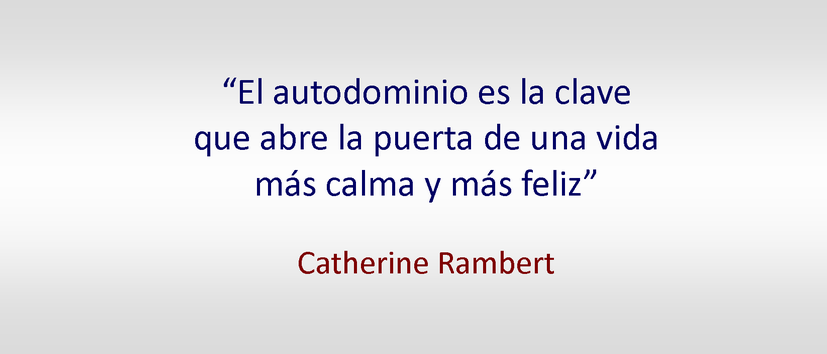 “El autodominio es la clave
que abre la puerta de una vida
más calma y más feliz”
Catherine Rambert